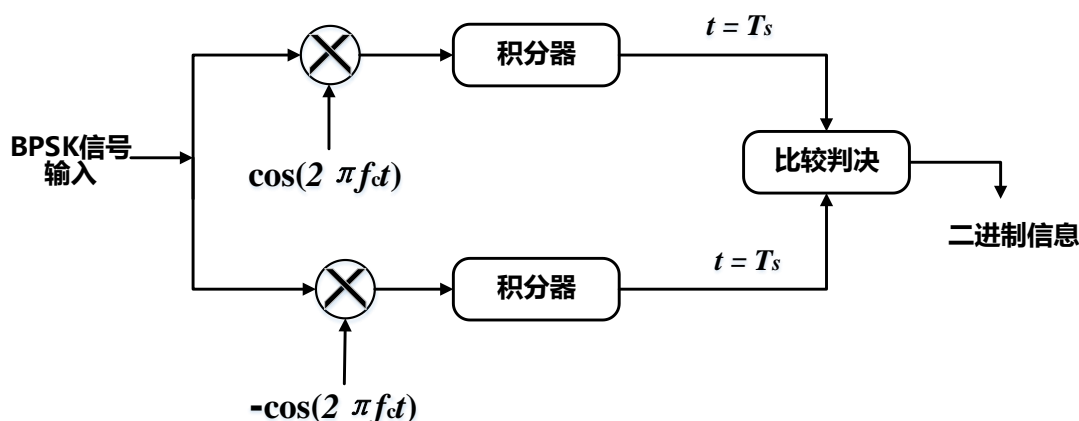 积分器
t = Ts
BPSK信号
输入
cos(2 πfct)
比较判决
二进制信息
积分器
t = Ts
-cos(2 πfct)